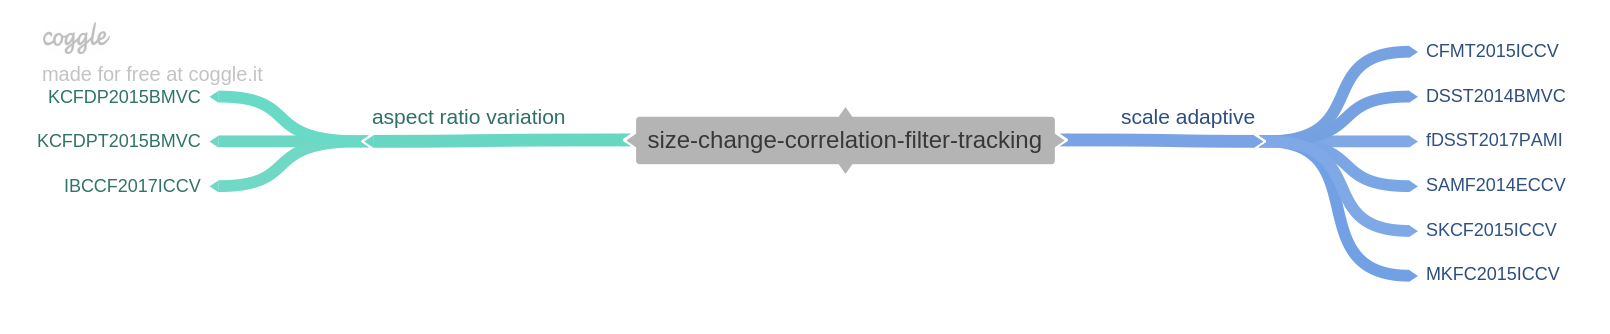 coggle
made for free at coggle.it
KCFDP2015BMVC
KCFDPT2015BMVC
IBCCF2017ICCV
aspect ratio variation
size-change-correlation-filter-tracking
scale adaptive
CFMT2015ICCV
DSST2014BMVC
fDSST2017PAMI
SAMF2014ECCV
SKCF2015ICCV
MKFC2015ICCV